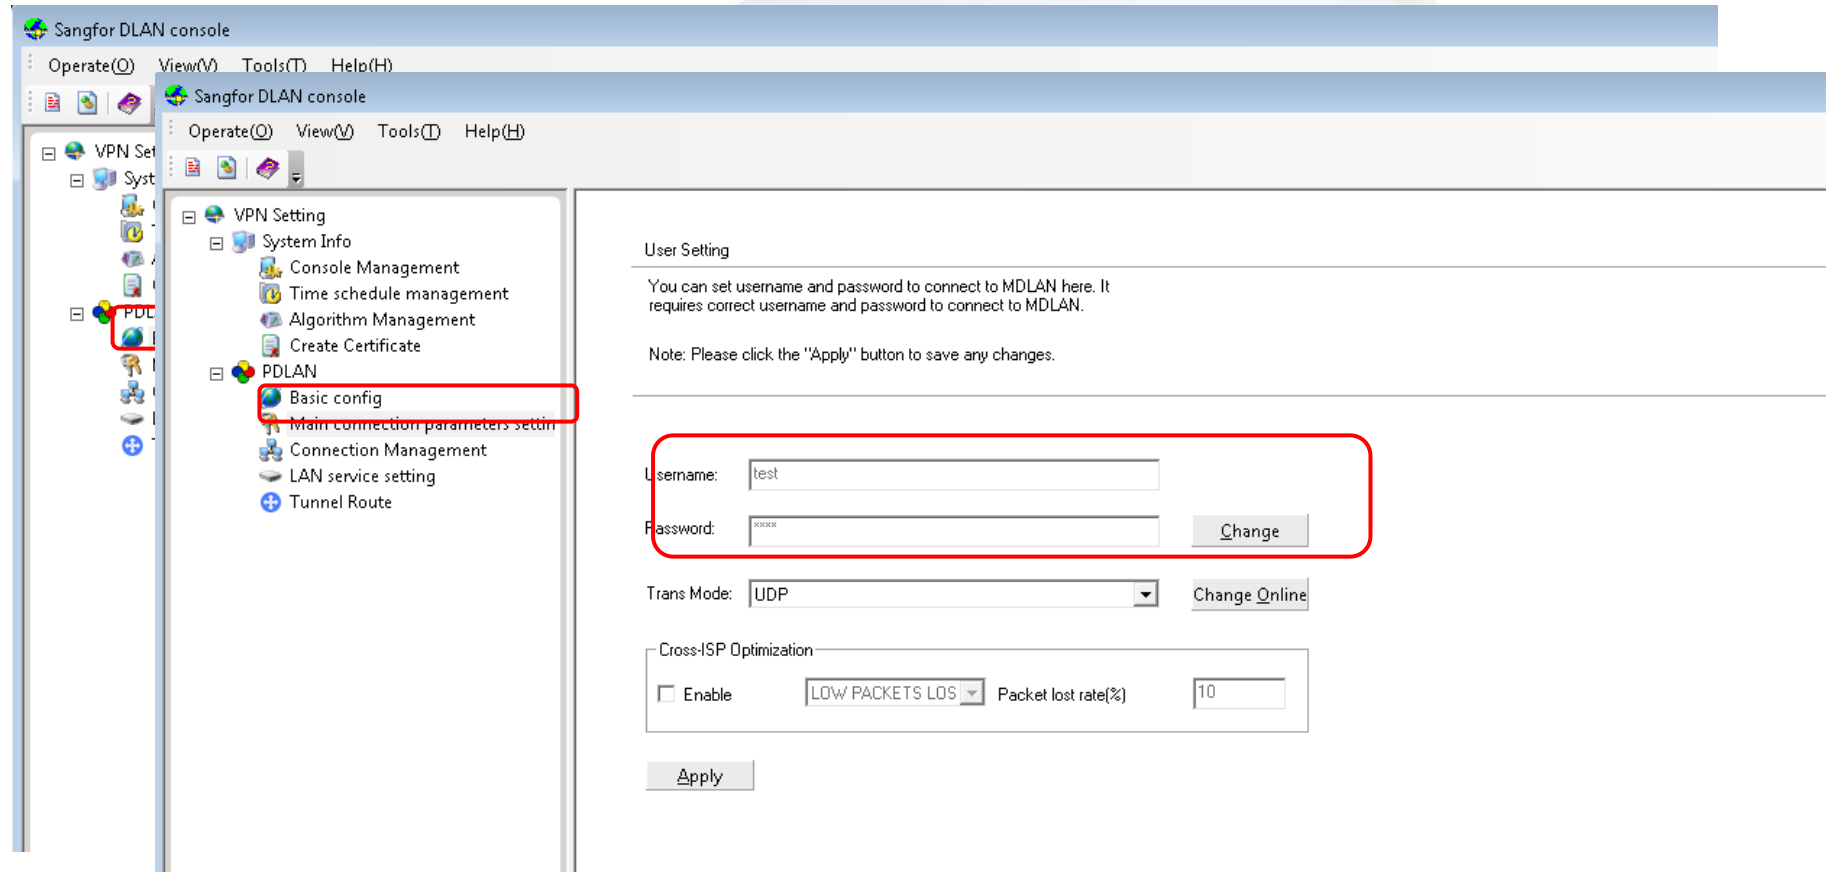 Sangfor DLAN console
Operate(O) View(V) Tools(T) Help(H)
VPN Set
Syst
PDL
Sangfor DLAN console
Operate(O) View(V) Tools(T) Help(H)
VPN Setting
System Info
Console Management
Time schedule management
Algorithm Management
Create Certificate
PDLAN
Basic config
Main connection parameters settin
Connection Management
LAN service setting
Tunnel Route
User Setting
You can set username and password to connect to MDLAN here. It
requires correct username and password to connect to MDLAN.
Note: Please click the "Apply" button to save any changes.
Username: test
Password: ×××× Change
Trans Mode: UDP Change Online
Cross-ISP Optimization
Enable LOW PACKETS LOS Packet lost rate(%) 10
Apply